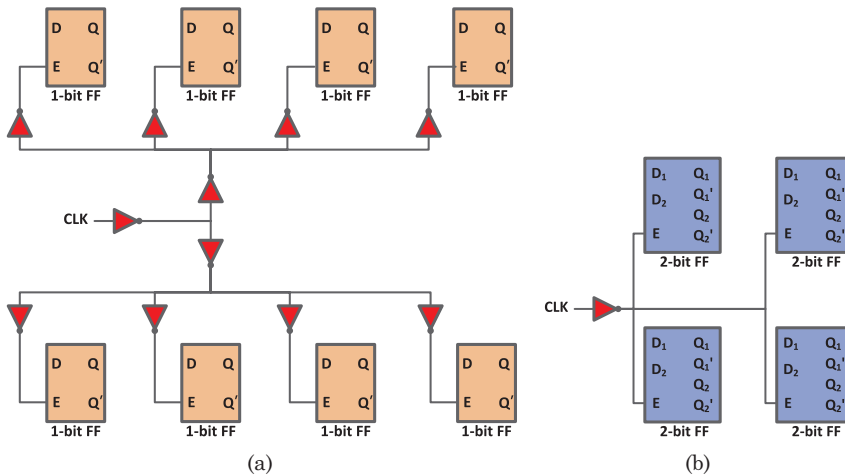 D Q
E Q'
1-bit FF
D Q
E Q'
1-bit FF
D Q
E Q'
1-bit FF
D Q
E Q'
1-bit FF
CLK
D Q
E Q'
1-bit FF
D Q
E Q'
1-bit FF
D Q
E Q'
1-bit FF
D Q
E Q'
1-bit FF
(a)
D₁ Q₁
Q₁'
D₂
Q₂
E Q₂'
2-bit FF
D₁ Q₁
Q₁'
D₂
Q₂
E Q₂'
2-bit FF
CLK
D₁ Q₁
Q₁'
D₂
Q₂
E Q₂'
2-bit FF
D₁ Q₁
Q₁'
D₂
Q₂
E Q₂'
2-bit FF
(b)